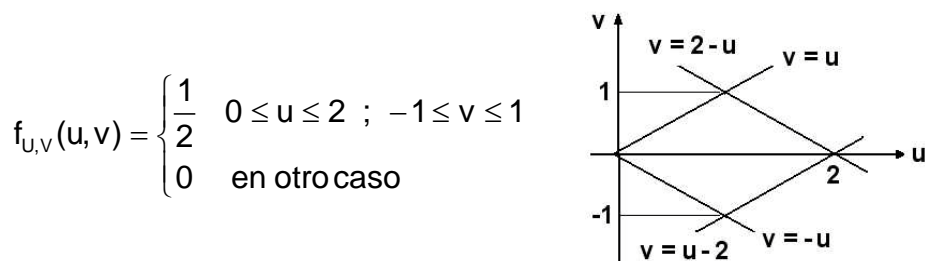 f_{U,V}(u,v) = { 1/2   0 ≤ u ≤ 2 ; −1 ≤ v ≤ 1
0   en otro caso
v
v = 2 - u
v = u
1
u
2
-1
v = u - 2
v = -u